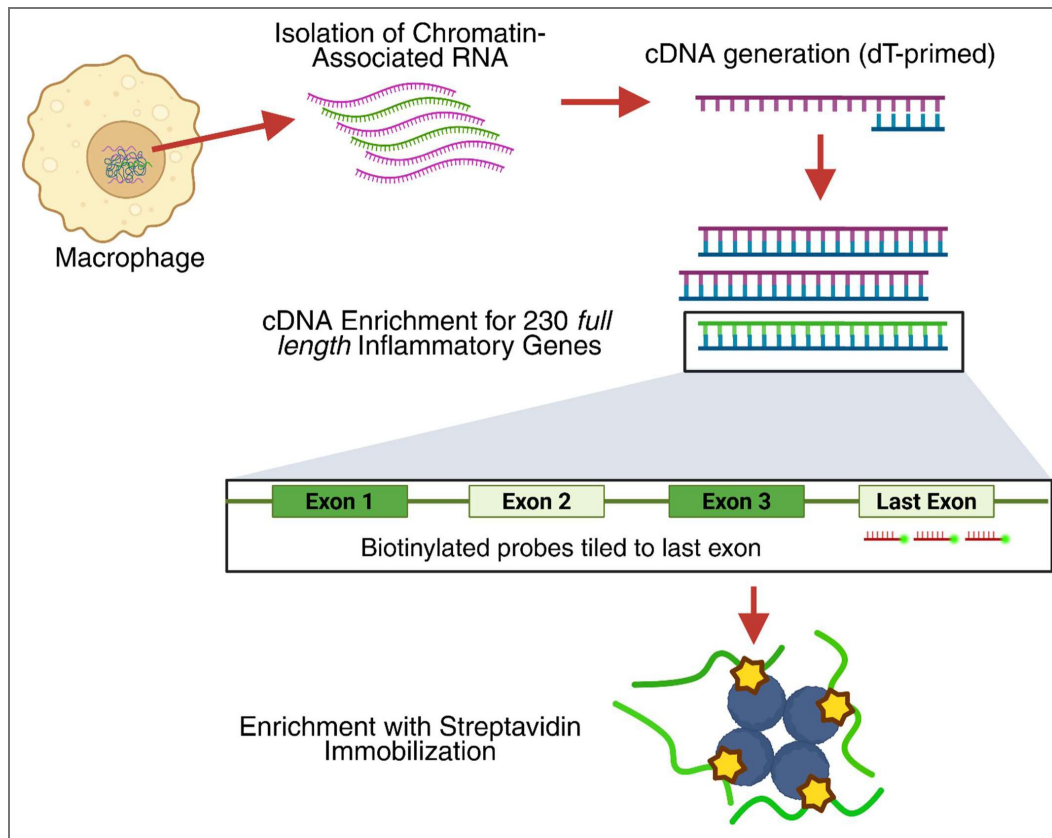 Isolation of Chromatin-
Associated RNA
cDNA generation (dT-primed)
Macrophage
cDNA Enrichment for 230 full
length Inflammatory Genes
Exon 1
Exon 2
Exon 3
Last Exon
Biotinylated probes tiled to last exon
Enrichment with Streptavidin
Immobilization